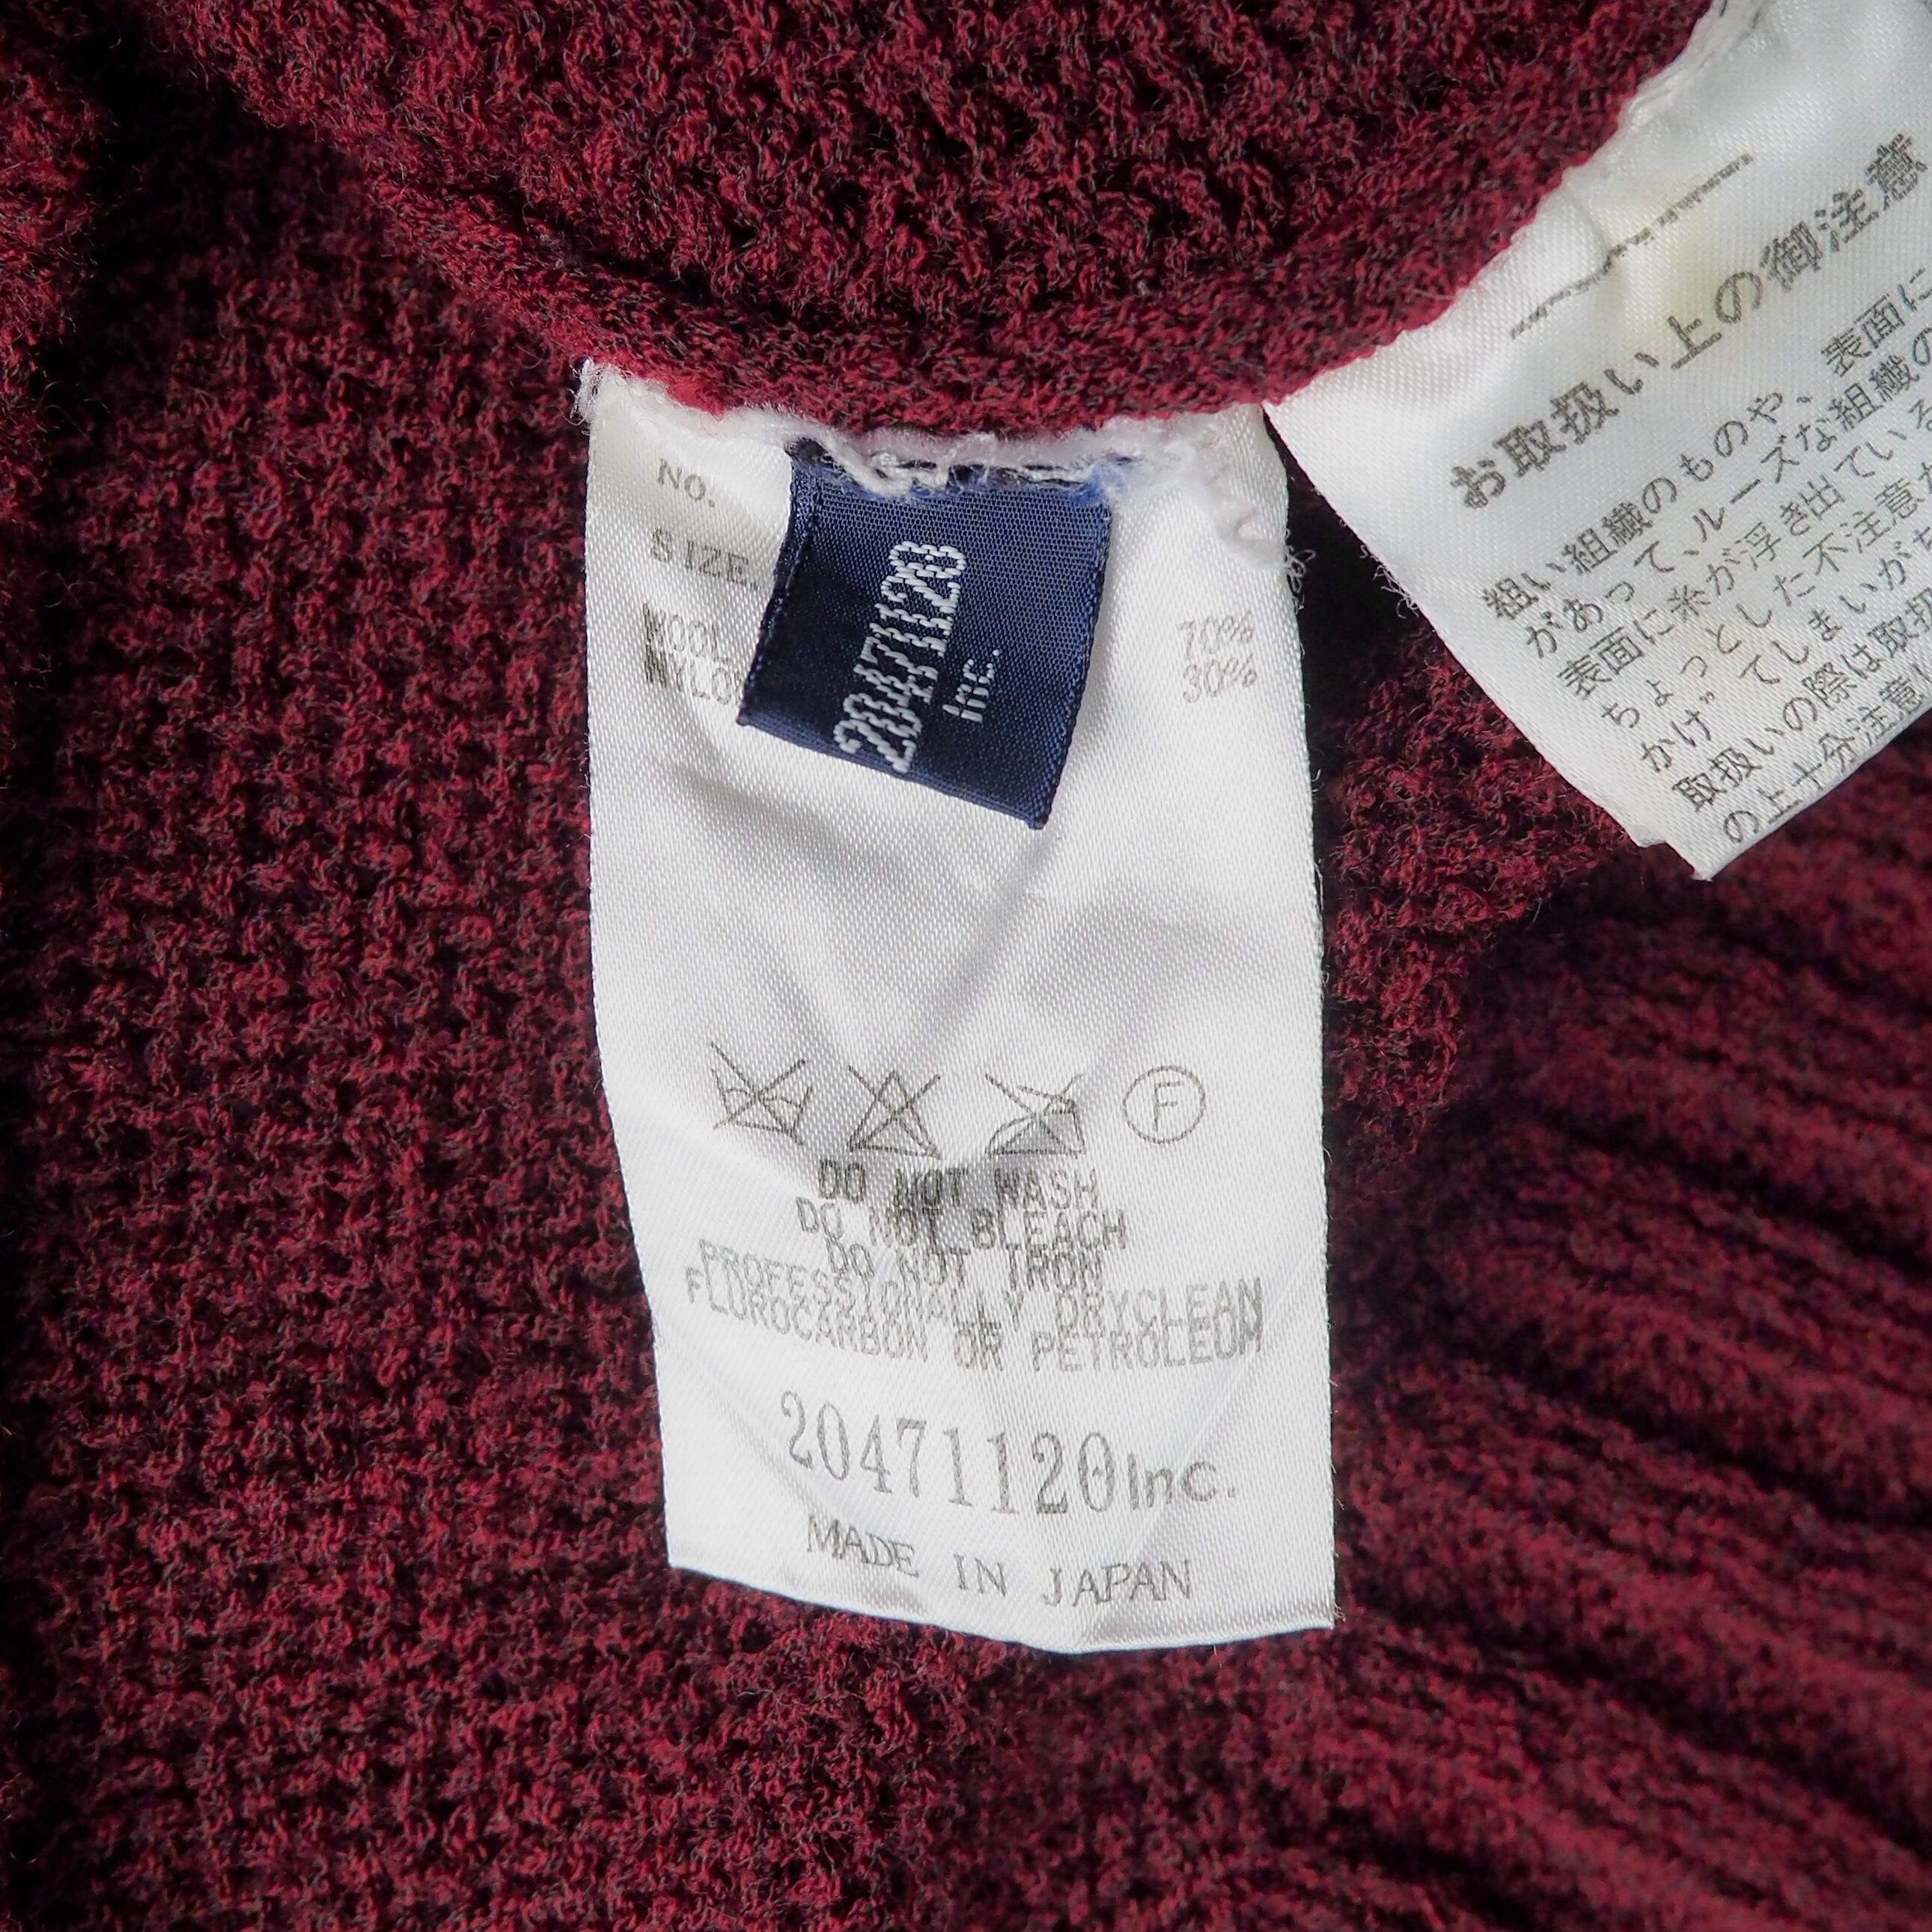 NO.
SIZE.
WOOL 70%
NYLO 30%
20471120
Inc.
F
DO NOT WASH
DO NOT BLEACH
DO NOT IRON
PROFESSIONALLY DRYCLEAN
FLUROCARBON OR PETROLEUM
20471120Inc.
MADE IN JAPAN
お取扱い上の御注意
粗い組織のものや、表面に
があって、ルーズな組織の
表面に糸が浮き出ている
ちょっとした不注意
かけ” てしまいがち
取扱いの際は取扱
の上十分注意